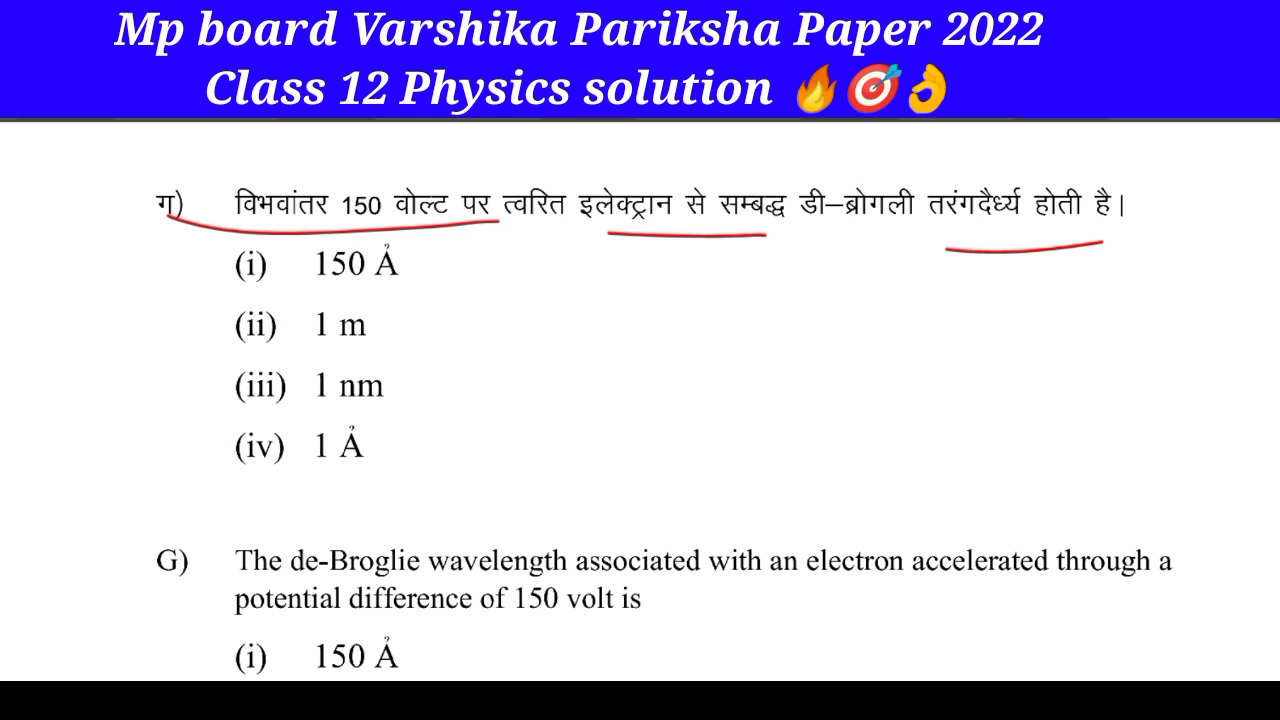 Mp board Varshika Pariksha Paper 2022
Class 12 Physics solution 🔥🎯👌
ग) विभवांतर 150 वोल्ट पर त्वरित इलेक्ट्रान से सम्बद्ध डी–ब्रोगली तरंगदैर्ध्य होती है।
(i) 150 Å
(ii) 1 m
(iii) 1 nm
(iv) 1 Å
G) The de-Broglie wavelength associated with an electron accelerated through a
potential difference of 150 volt is
(i) 150 Å